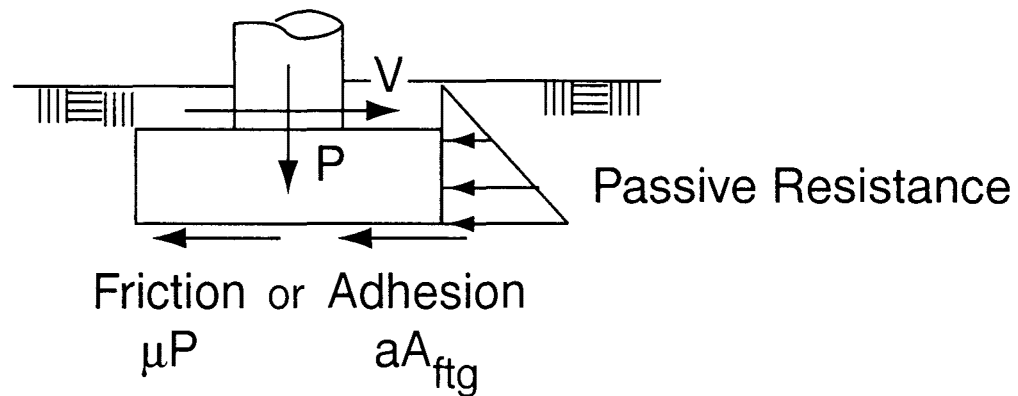 V
P
Passive Resistance
Friction or Adhesion
μP aA_ftg